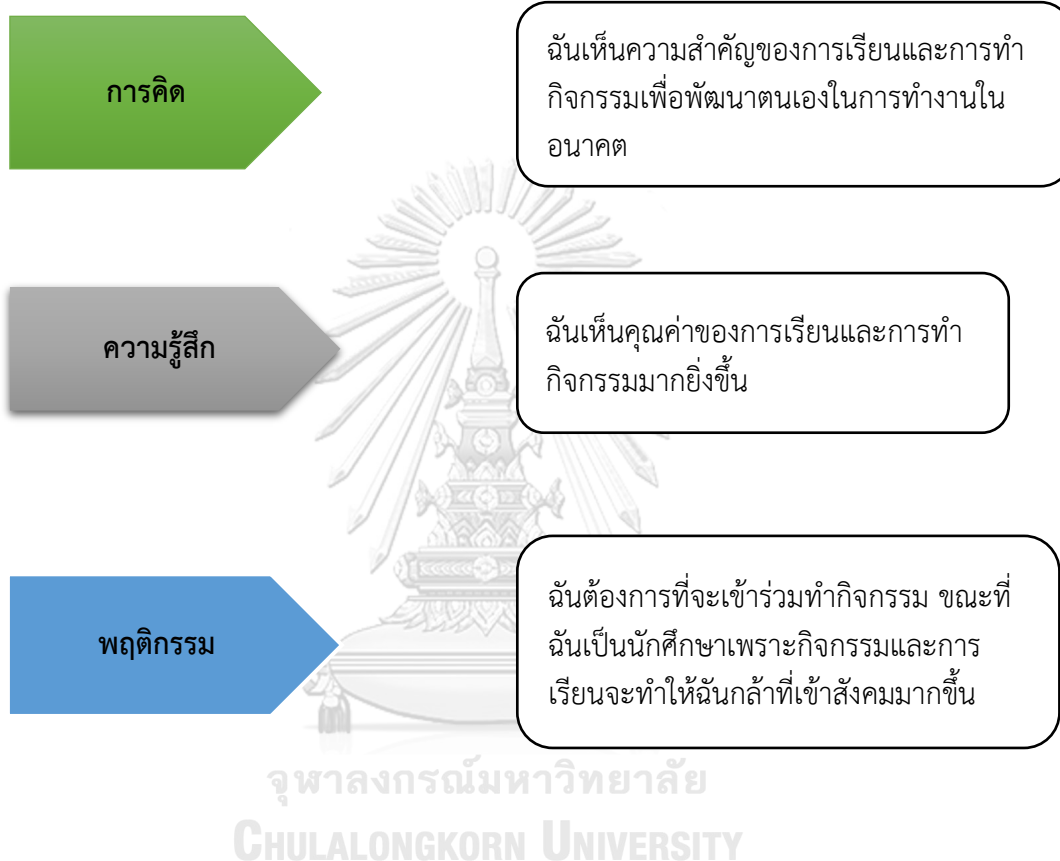 การคิด
ฉันเห็นความสำคัญของการเรียนและการทำ
กิจกรรมเพื่อพัฒนาตนเองในการทำงานใน
อนาคต
ความรู้สึก
ฉันเห็นคุณค่าของการเรียนและการทำ
กิจกรรมมากยิ่งขึ้น
พฤติกรรม
ฉันต้องการที่จะเข้าร่วมทำกิจกรรม ขณะที่
ฉันเป็นนักศึกษาเพราะกิจกรรมและการ
เรียนจะทำให้ฉันกล้าที่เข้าสังคมมากขึ้น
จุฬาลงกรณ์มหาวิทยาลัย
CHULALONGKORN UNIVERSITY